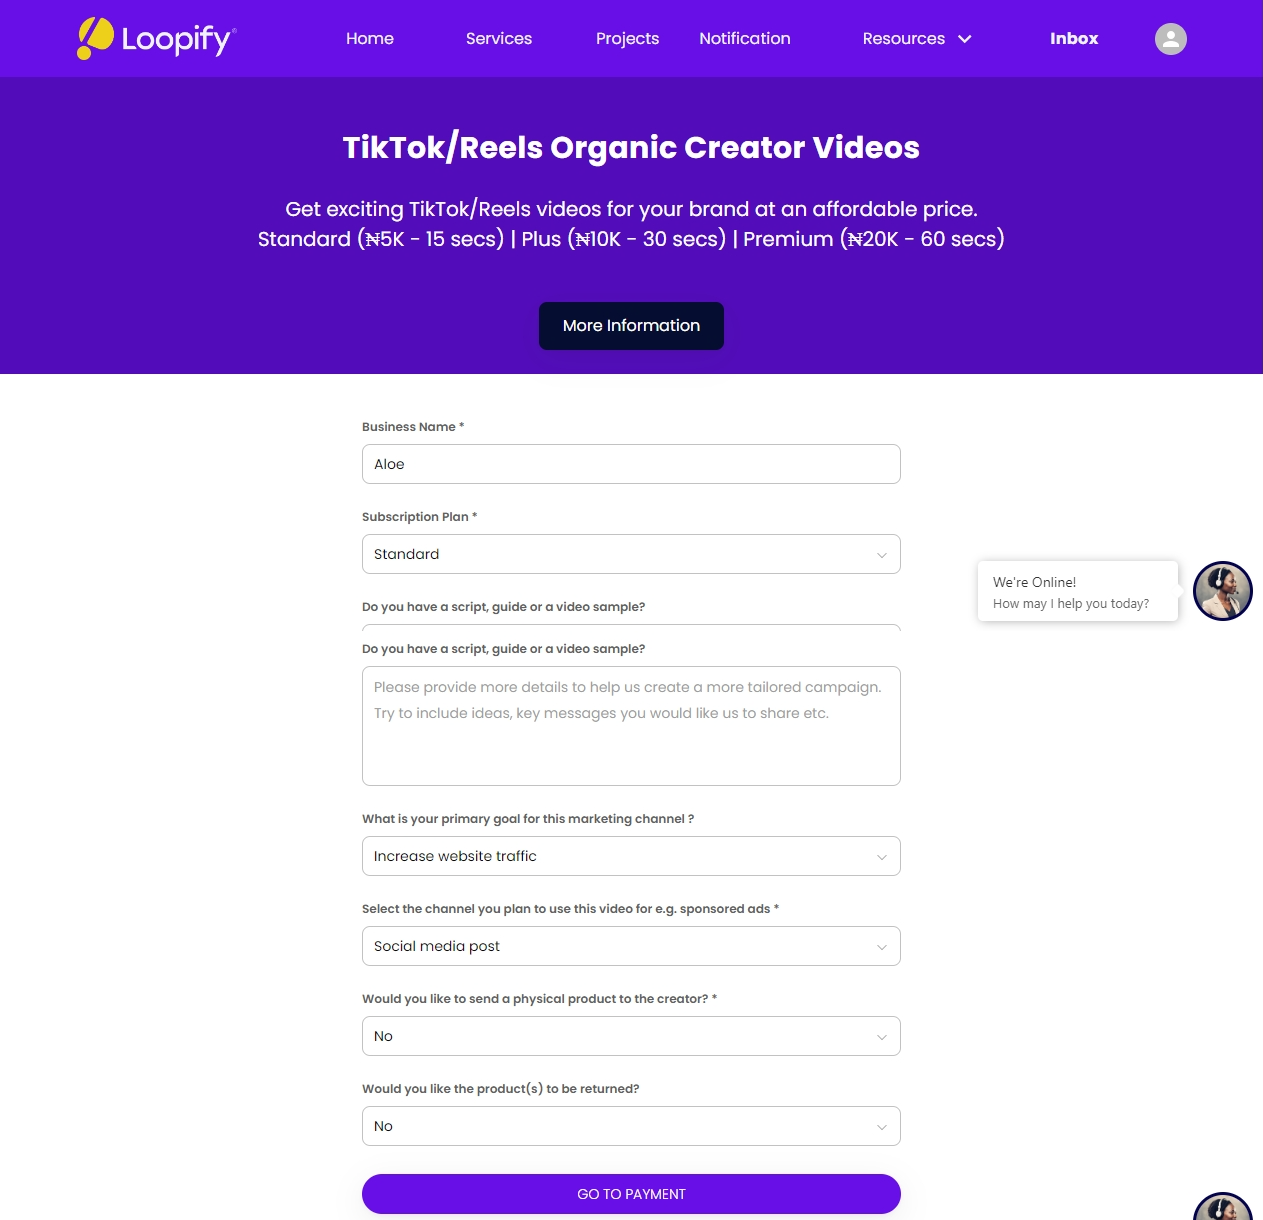 Loopify
Home
Services
Projects
Notification
Resources
Inbox
TikTok/Reels Organic Creator Videos
Get exciting TikTok/Reels videos for your brand at an affordable price.
Standard (₦5K - 15 secs) | Plus (₦10K - 30 secs) | Premium (₦20K - 60 secs)
More Information
Business Name *
Aloe
Subscription Plan *
Standard
We're Online!
How may I help you today?
Do you have a script, guide or a video sample?
Do you have a script, guide or a video sample?
Please provide more details to help us create a more tailored campaign.
Try to include ideas, key messages you would like us to share etc.
What is your primary goal for this marketing channel ?
Increase website traffic
Select the channel you plan to use this video for e.g. sponsored ads *
Social media post
Would you like to send a physical product to the creator? *
No
Would you like the product(s) to be returned?
No
GO TO PAYMENT